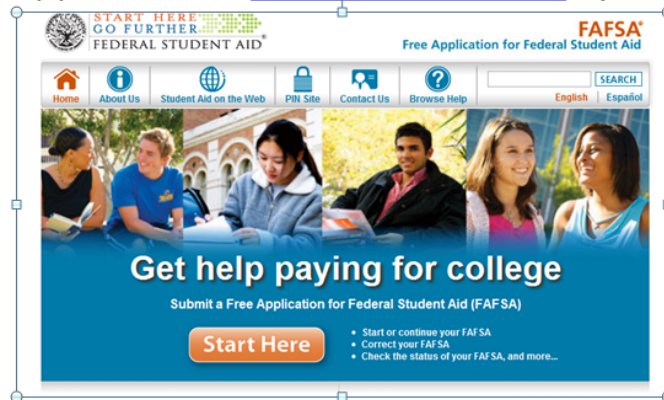 START HERE
GO FURTHER
FEDERAL STUDENT AID®
FAFSA®
Free Application for Federal Student Aid
Home About Us Student Aid on the Web PIN Site Contact Us Browse Help SEARCH
English | Español
Get help paying for college
Submit a Free Application for Federal Student Aid (FAFSA)
Start Here
• Start or continue your FAFSA
• Correct your FAFSA
• Check the status of your FAFSA, and more...